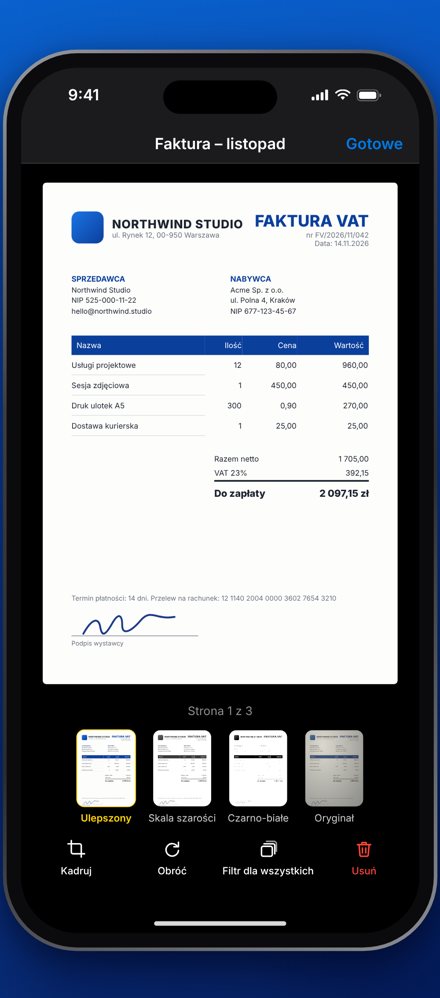 9:41
Faktura – listopad
Gotowe
NORTHWIND STUDIO
ul. Rynek 12, 00-950 Warszawa
FAKTURA VAT
nr FV/2026/11/042
Data: 14.11.2026
SPRZEDAWCA
Northwind Studio
NIP 525-000-11-22
hello@northwind.studio
NABYWCA
Acme Sp. z o.o.
ul. Polna 4, Kraków
NIP 677-123-45-67
Nazwa Ilość Cena Wartość
Usługi projektowe 12 80,00 960,00
Sesja zdjęciowa 1 450,00 450,00
Druk ulotek A5 300 0,90 270,00
Dostawa kurierska 1 25,00 25,00
Razem netto 1 705,00
VAT 23% 392,15
Do zapłaty 2 097,15 zł
Termin płatności: 14 dni. Przelew na rachunek: 12 1140 2004 0000 3602 7654 3210
Podpis wystawcy
Strona 1 z 3
Ulepszony
Skala szarości
Czarno-białe
Oryginał
Kadruj
Obróć
Filtr dla wszystkich
Usuń